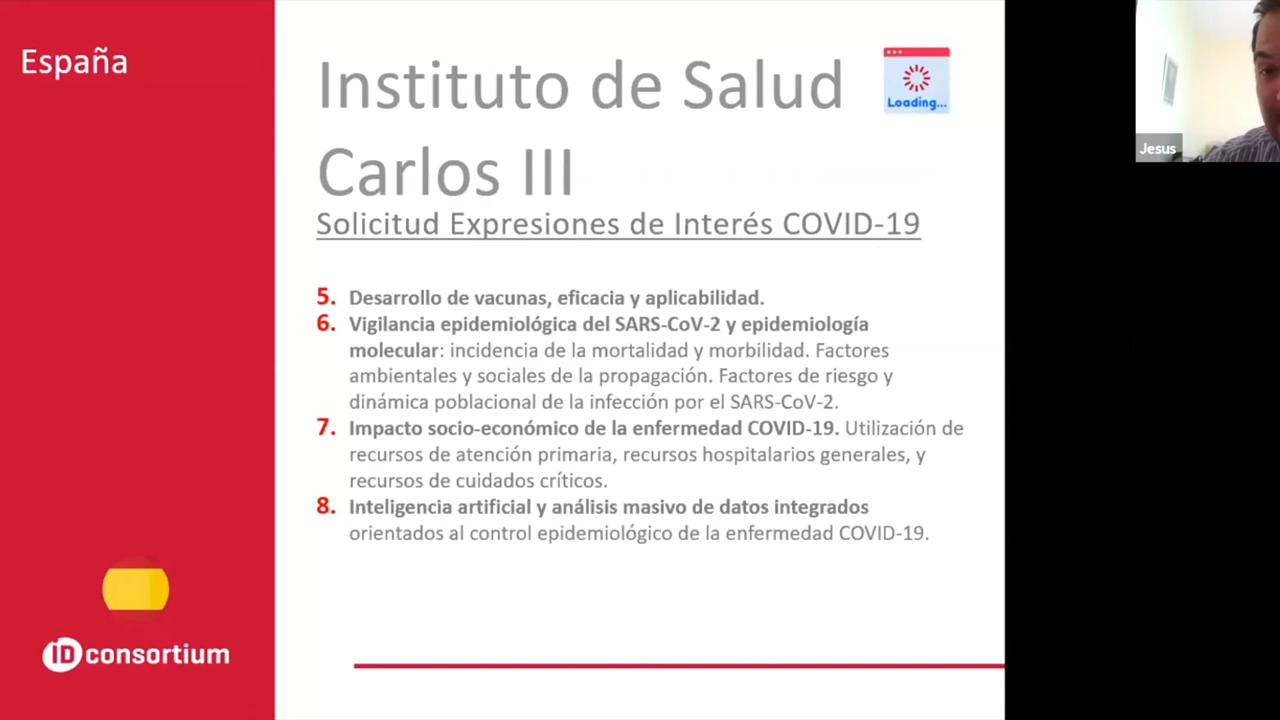 España
Instituto de Salud
Carlos III
Loading...
Solicitud Expresiones de Interés COVID-19
5. Desarrollo de vacunas, eficacia y aplicabilidad.
6. Vigilancia epidemiológica del SARS-CoV-2 y epidemiología
molecular: incidencia de la mortalidad y morbilidad. Factores
ambientales y sociales de la propagación. Factores de riesgo y
dinámica poblacional de la infección por el SARS-CoV-2.
7. Impacto socio-económico de la enfermedad COVID-19. Utilización de
recursos de atención primaria, recursos hospitalarios generales, y
recursos de cuidados críticos.
8. Inteligencia artificial y análisis masivo de datos integrados
orientados al control epidemiológico de la enfermedad COVID-19.
ID consortium
Jesus